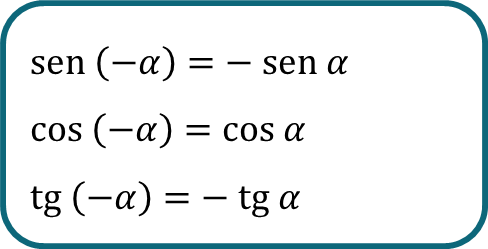 sen (−α) = − sen α
cos (−α) = cos α
tg (−α) = − tg α